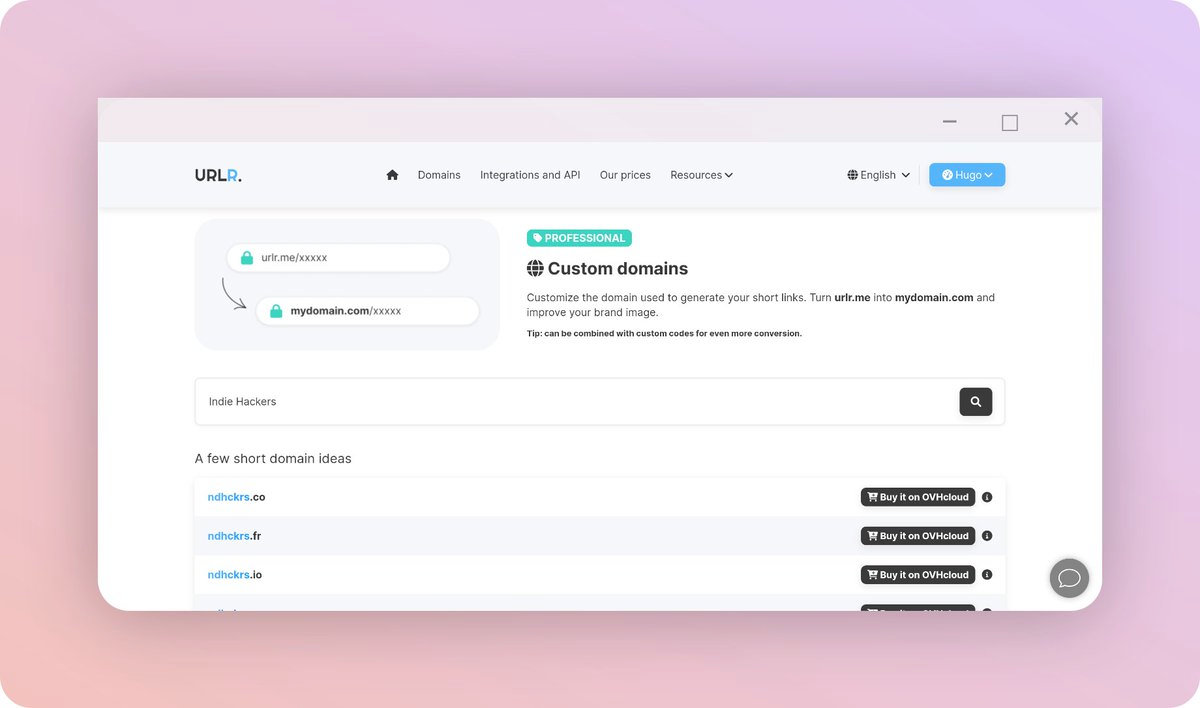 URLR.
Domains
Integrations and API
Our prices
Resources
English
Hugo
urlr.me/xxxxx
mydomain.com/xxxxx
PROFESSIONAL
Custom domains
Customize the domain used to generate your short links. Turn urlr.me into mydomain.com and
improve your brand image.
Tip: can be combined with custom codes for even more conversion.
Indie Hackers
A few short domain ideas
ndhckrs.co
Buy it on OVHcloud
ndhckrs.fr
Buy it on OVHcloud
ndhckrs.io
Buy it on OVHcloud